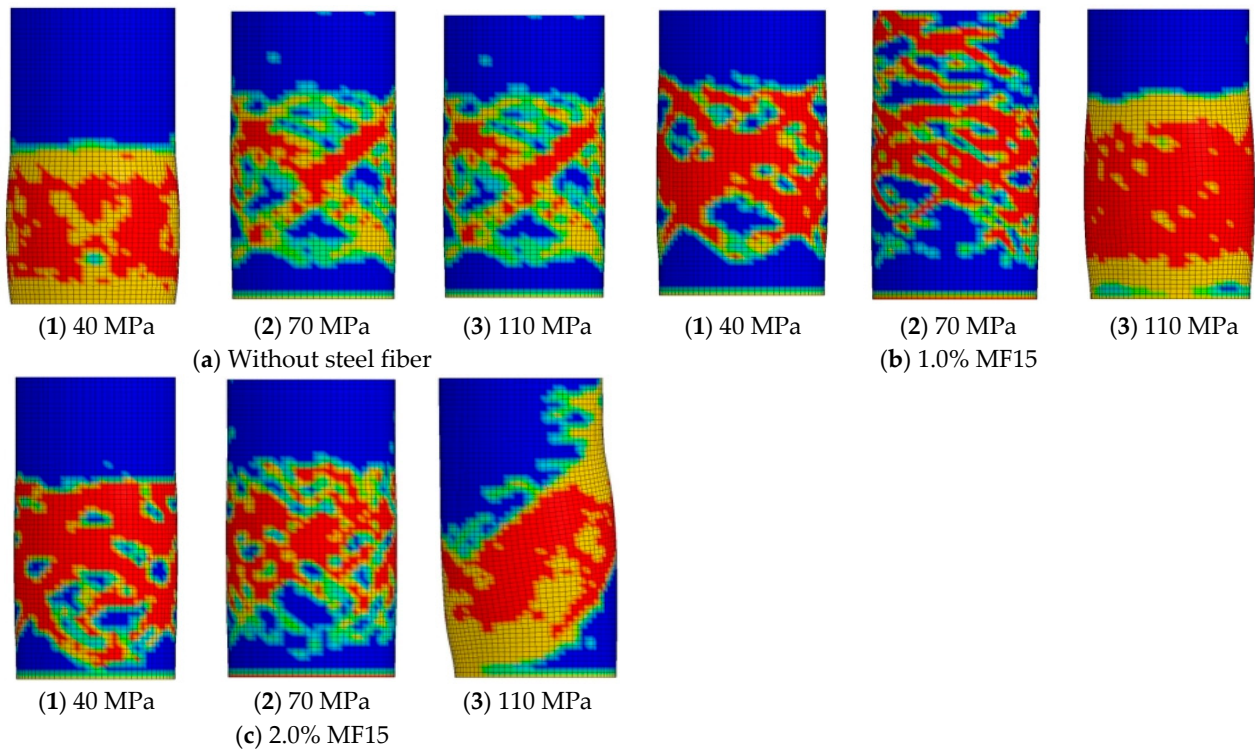 (1) 40 MPa (2) 70 MPa (3) 110 MPa (1) 40 MPa (2) 70 MPa (3) 110 MPa
(a) Without steel fiber (b) 1.0% MF15
(1) 40 MPa (2) 70 MPa (3) 110 MPa
(c) 2.0% MF15